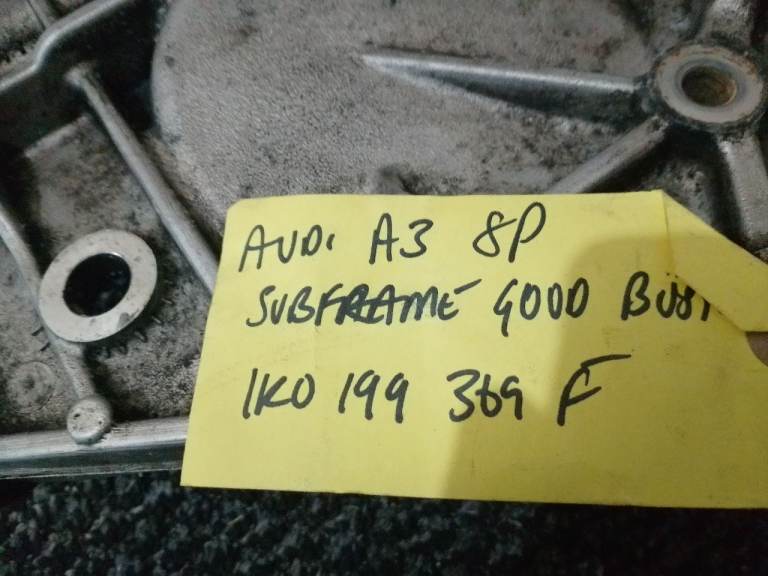 AUDI A3 8P
SUBFRAME GOOD BUSH
1K0 199 369 F